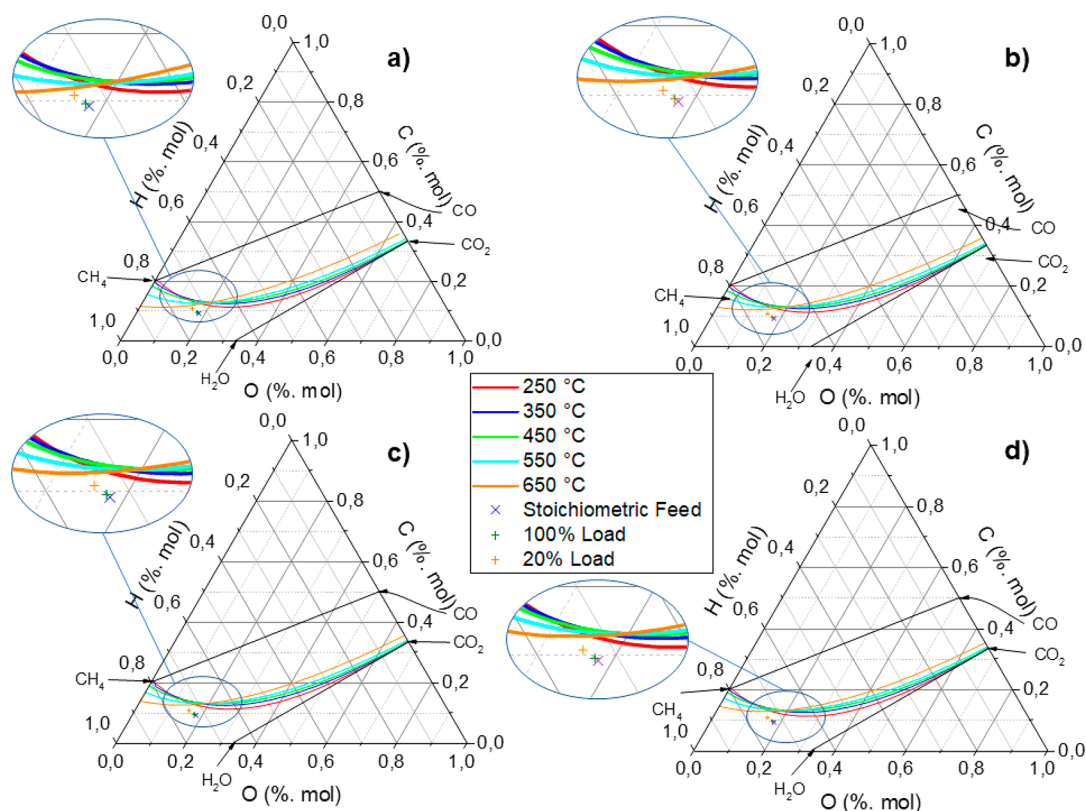 a)
0,0
1,0
0,2
0,8
0,4
0,6
H (%. mol)
C (%. mol)
0,6
0,4
0,8
0,2
1,0
0,0
CO
CO2
CH4
H2O
0,0
0,2
0,4
0,6
0,8
1,0
O (%. mol)
b)
0,0
1,0
0,2
0,8
0,4
0,6
H (%. mol)
C (%. mol)
0,6
0,4
0,8
0,2
1,0
0,0
CO
CO2
CH4
H2O
0,0
0,2
0,4
0,6
0,8
1,0
O (%. mol)
250 °C
350 °C
450 °C
550 °C
650 °C
Stoichiometric Feed
100% Load
20% Load
c)
0,0
1,0
0,2
0,8
0,4
0,6
H (%. mol)
C (%. mol)
0,6
0,4
0,8
0,2
1,0
0,0
CO
CO2
CH4
H2O
0,0
0,2
0,4
0,6
0,8
1,0
O (%. mol)
d)
0,0
1,0
0,2
0,8
0,4
0,6
H (%. mol)
C (%. mol)
0,6
0,4
0,8
0,2
1,0
0,0
CO
CO2
CH4
H2O
0,0
0,2
0,4
0,6
0,8
1,0
O (%. mol)